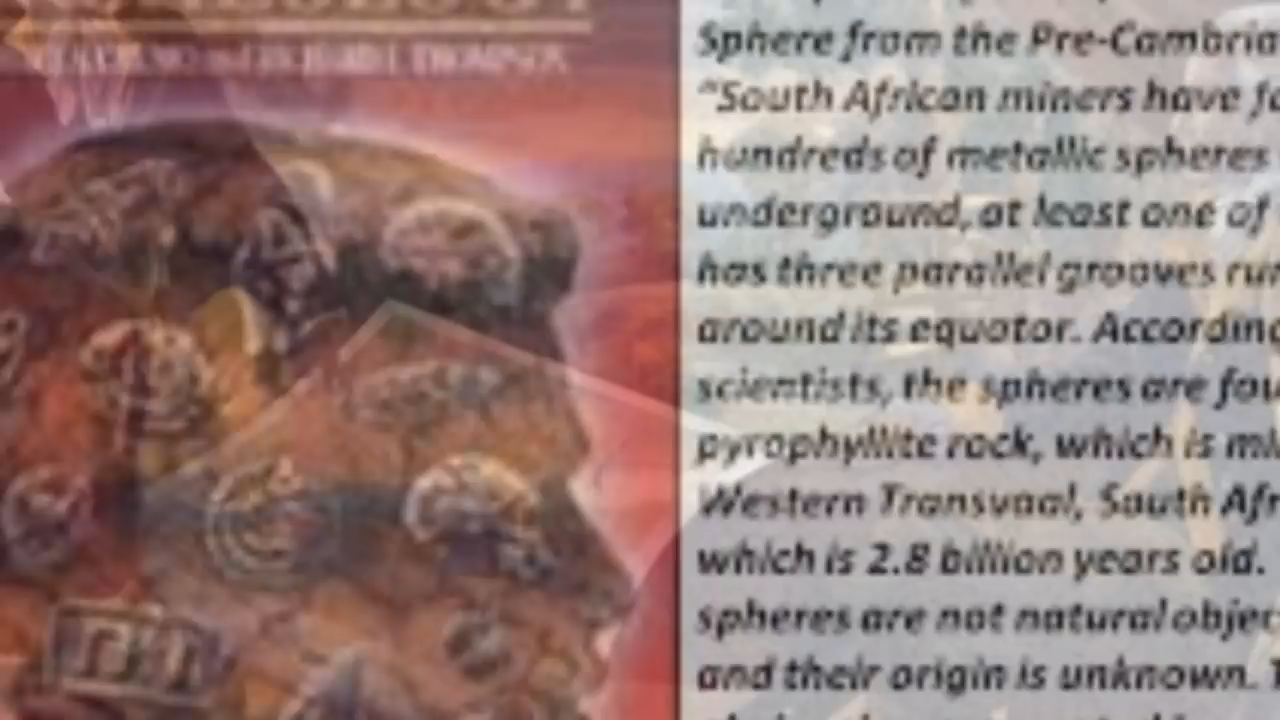 Sphere from the Pre-Cambria
"South African miners have fo
hundreds of metallic spheres
underground, at least one of
has three parallel grooves run
around its equator. According
scientists, the spheres are fou
pyrophyllite rock, which is mi
Western Transvaal, South Afr
which is 2.8 billion years old.
spheres are not natural objec
and their origin is unknown. T